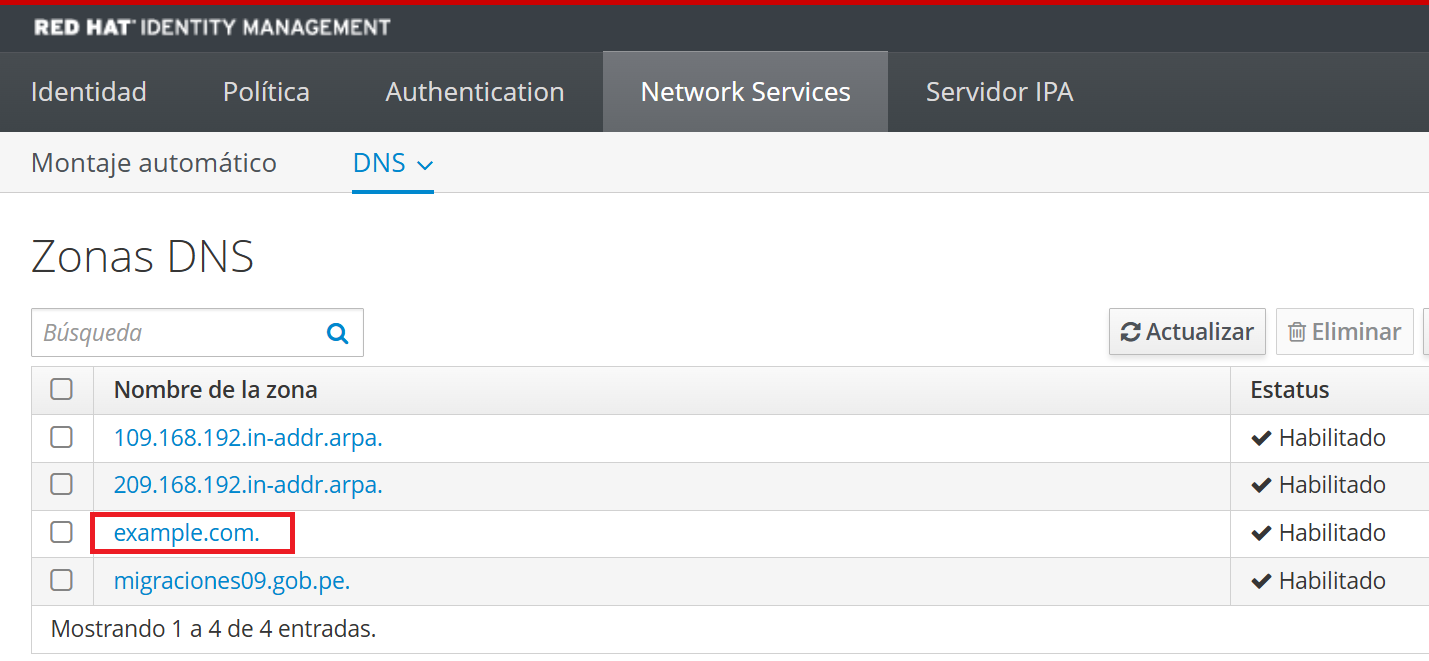 RED HAT IDENTITY MANAGEMENT
Identidad Política Authentication Network Services Servidor IPA
Montaje automático DNS
Zonas DNS
Búsqueda Actualizar Eliminar
Nombre de la zona Estatus
109.168.192.in-addr.arpa. Habilitado
209.168.192.in-addr.arpa. Habilitado
example.com. Habilitado
migraciones09.gob.pe. Habilitado
Mostrando 1 a 4 de 4 entradas.